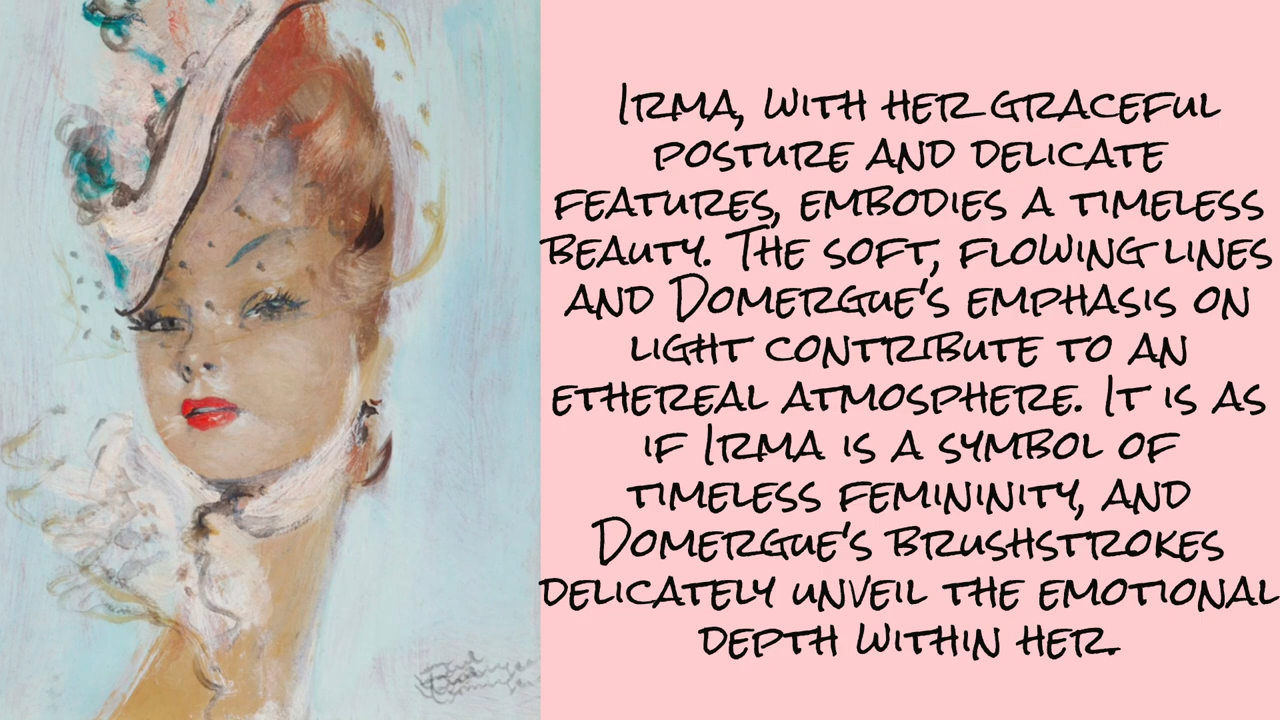 Irma, with her graceful
posture and delicate
features, embodies a timeless
beauty. The soft, flowing lines
and Domergue's emphasis on
light contribute to an
ethereal atmosphere. It is as
if Irma is a symbol of
timeless femininity, and
Domergue's brushstrokes
delicately unveil the emotional
depth within her.